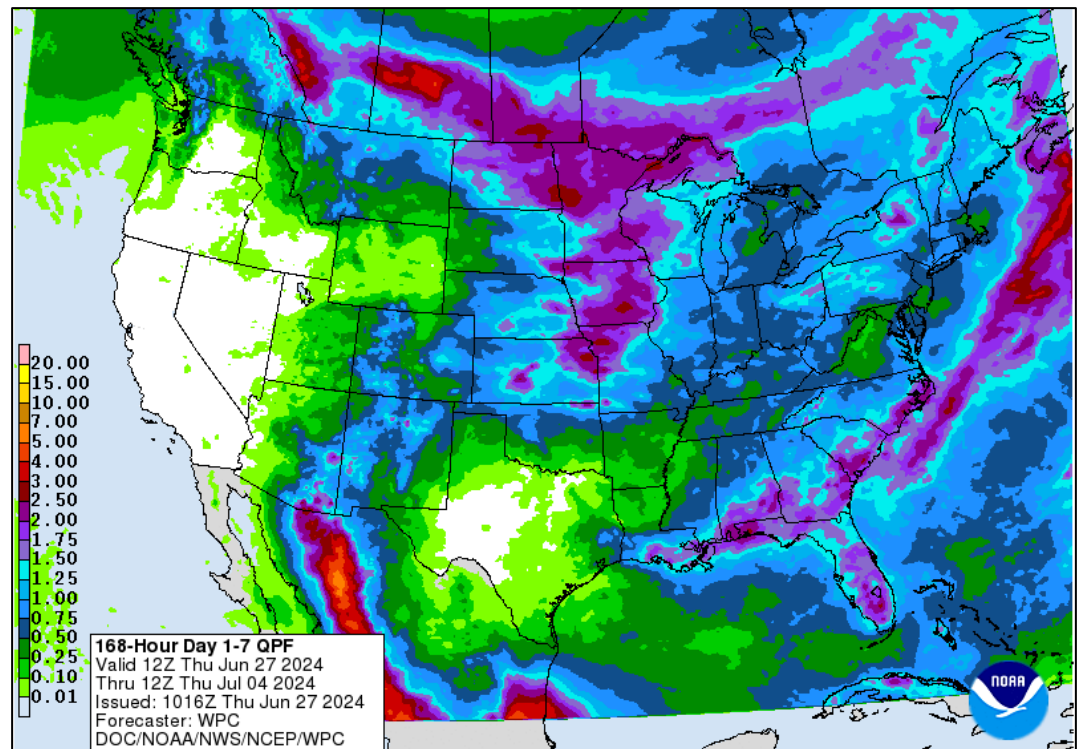 20.00
15.00
10.00
7.00
5.00
4.00
3.00
2.50
2.00
1.75
1.50
1.25
1.00
0.75
0.50
0.25
0.10
0.01
168-Hour Day 1-7 QPF
Valid 12Z Thu Jun 27 2024
Thru 12Z Thu Jul 04 2024
Issued: 1016Z Thu Jun 27 2024
Forecaster: WPC
DOC/NOAA/NWS/NCEP/WPC
NOAA